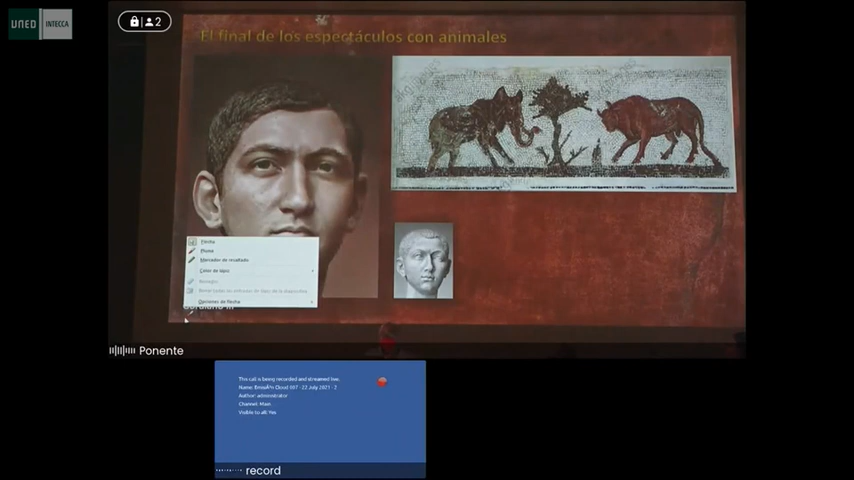 UNED INTECCA
2
El final de los espectáculos con animales
Flecha
Pluma
Marcador de resaltado
Color de lápiz
Opciones de flecha
Ponente
This call is being recorded and streamed live.
Author: administrator
Channel: Main
Visible to all: Yes
record